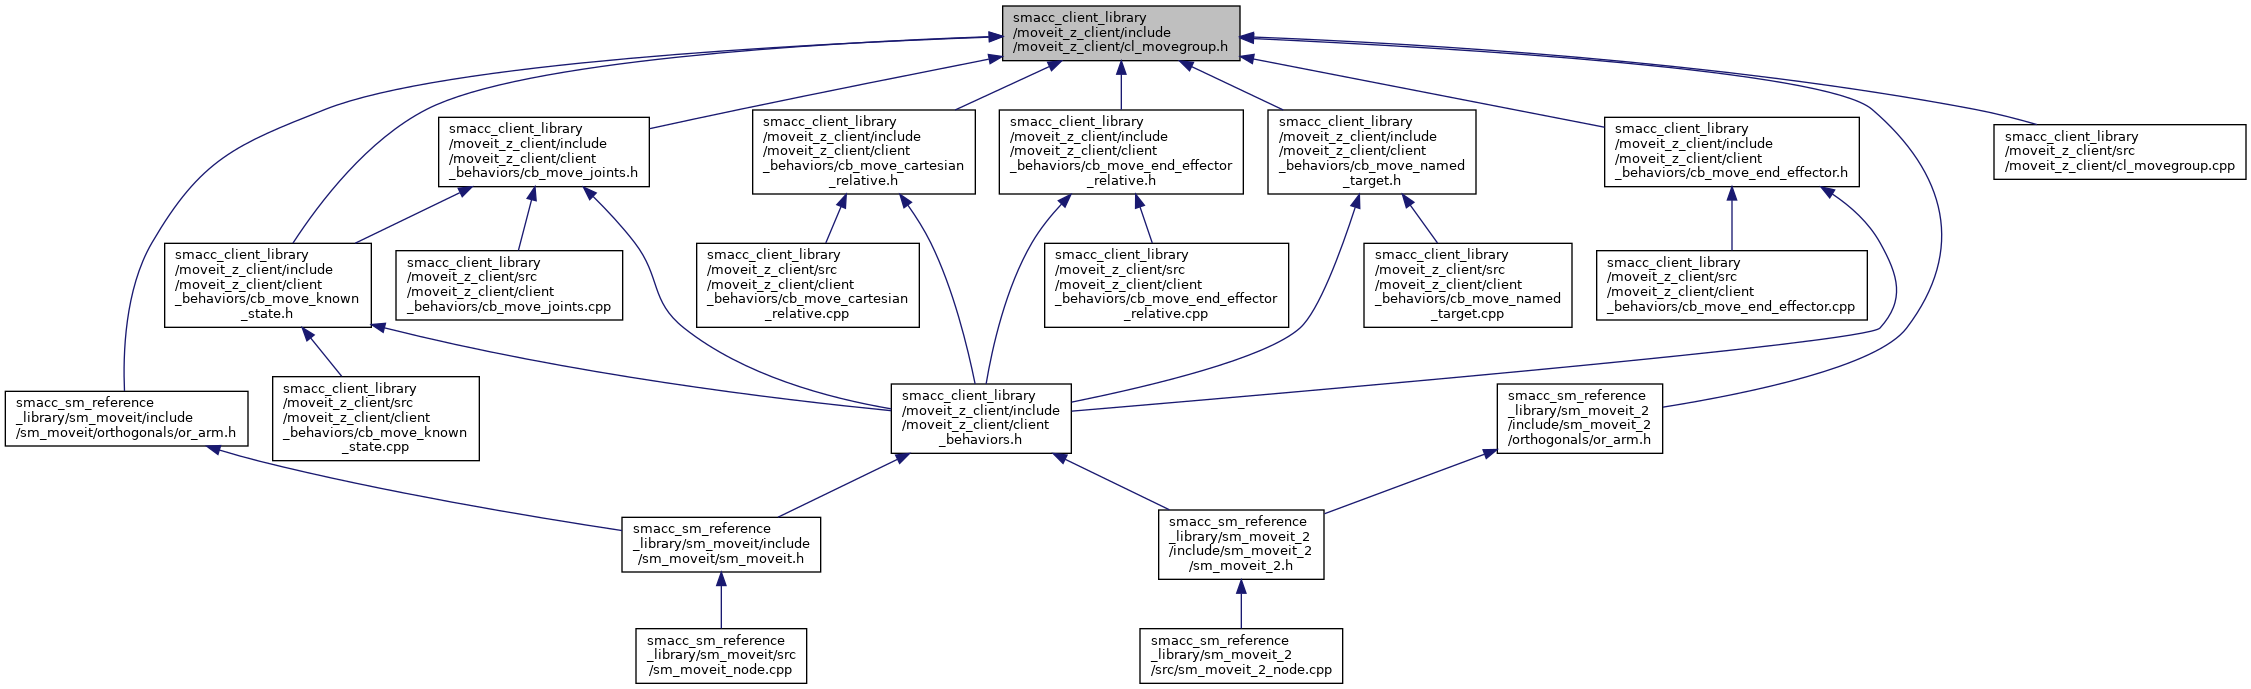 smacc_client_library
/moveit_z_client/include
/moveit_z_client/cl_movegroup.h
smacc_client_library
/moveit_z_client/include
/moveit_z_client/client
_behaviors/cb_move_joints.h
smacc_client_library
/moveit_z_client/include
/moveit_z_client/client
_behaviors/cb_move_cartesian
_relative.h
smacc_client_library
/moveit_z_client/include
/moveit_z_client/client
_behaviors/cb_move_end_effector
_relative.h
smacc_client_library
/moveit_z_client/include
/moveit_z_client/client
_behaviors/cb_move_named
_target.h
smacc_client_library
/moveit_z_client/include
/moveit_z_client/client
_behaviors/cb_move_end_effector.h
smacc_client_library
/moveit_z_client/src
/moveit_z_client/cl_movegroup.cpp
smacc_client_library
/moveit_z_client/include
/moveit_z_client/client
_behaviors/cb_move_known
_state.h
smacc_client_library
/moveit_z_client/src
/moveit_z_client/client
_behaviors/cb_move_joints.cpp
smacc_client_library
/moveit_z_client/src
/moveit_z_client/client
_behaviors/cb_move_cartesian
_relative.cpp
smacc_client_library
/moveit_z_client/src
/moveit_z_client/client
_behaviors/cb_move_end_effector
_relative.cpp
smacc_client_library
/moveit_z_client/src
/moveit_z_client/client
_behaviors/cb_move_named
_target.cpp
smacc_client_library
/moveit_z_client/src
/moveit_z_client/client
_behaviors/cb_move_end_effector.cpp
smacc_sm_reference
_library/sm_moveit/include
/sm_moveit/orthogonals/or_arm.h
smacc_client_library
/moveit_z_client/src
/moveit_z_client/client
_behaviors/cb_move_known
_state.cpp
smacc_client_library
/moveit_z_client/include
/moveit_z_client/client
_behaviors.h
smacc_sm_reference
_library/sm_moveit_2
/include/sm_moveit_2
/orthogonals/or_arm.h
smacc_sm_reference
_library/sm_moveit/include
/sm_moveit/sm_moveit.h
smacc_sm_reference
_library/sm_moveit_2
/include/sm_moveit_2
/sm_moveit_2.h
smacc_sm_reference
_library/sm_moveit/src
/sm_moveit_node.cpp
smacc_sm_reference
_library/sm_moveit_2
/src/sm_moveit_2_node.cpp